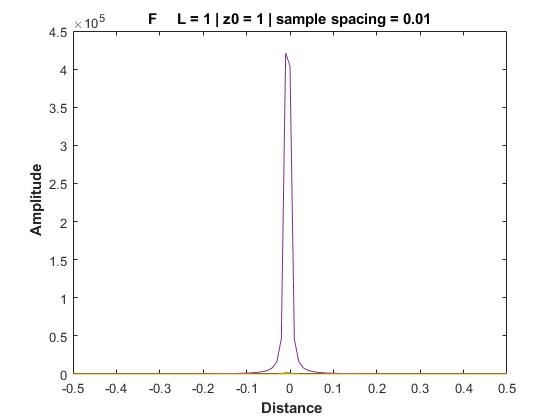 F L = 1 | z0 = 1 | sample spacing = 0.01
×10⁵
4.5
4
3.5
3
2.5
2
1.5
1
0.5
0
Amplitude
-0.5 -0.4 -0.3 -0.2 -0.1 0 0.1 0.2 0.3 0.4 0.5
Distance